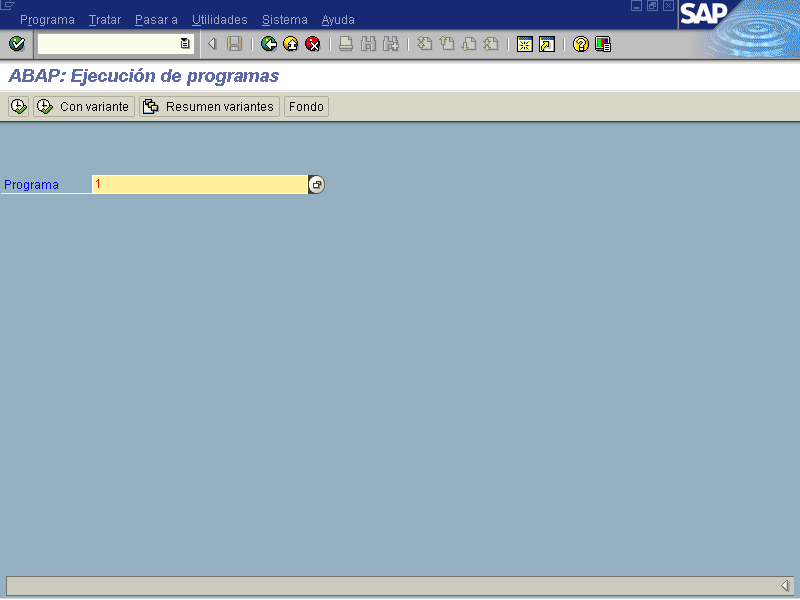 Programa Tratar Pasar a Utilidades Sistema Ayuda
SAP
ABAP: Ejecución de programas
Con variante Resumen variantes Fondo
Programa 1